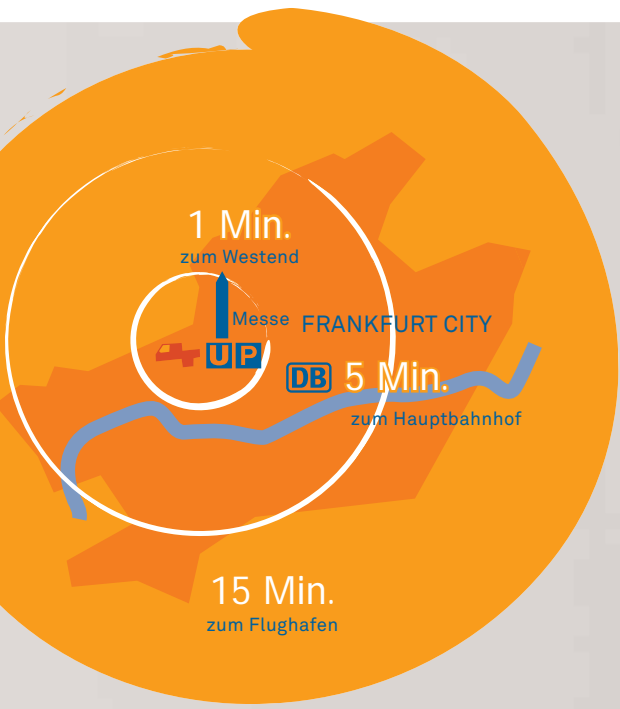 1 Min.
zum Westend
Messe
FRANKFURT CITY
UP
DB
5 Min.
zum Hauptbahnhof
15 Min.
zum Flughafen